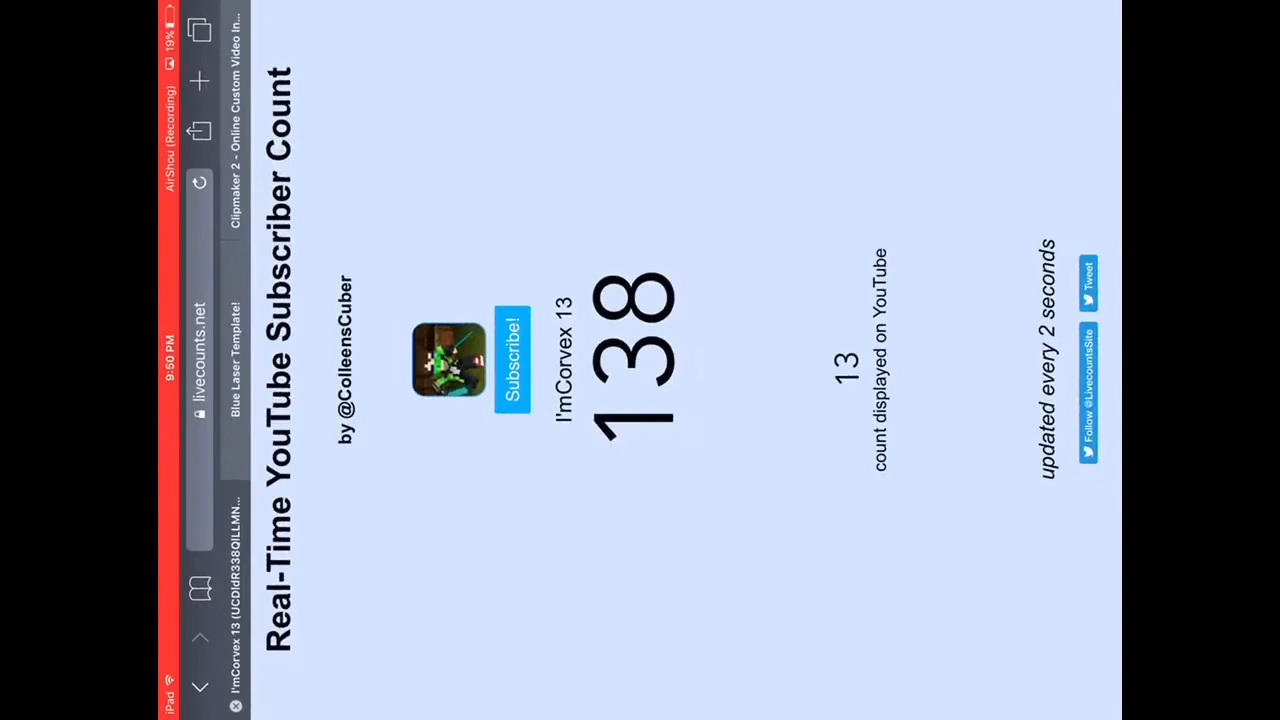 iPad 9:50 PM AirShou (Recording) 19%
livecounts.net
I'mCorvex 13 (UCDIdR338QILLMN... Blue Laser Template! Clipmaker 2 - Online Custom Video In...
Real-Time YouTube Subscriber Count
by @ColleensCuber
Subscribe!
I'mCorvex 13
138
13
count displayed on YouTube
updated every 2 seconds
Follow @LivecountsSite Tweet